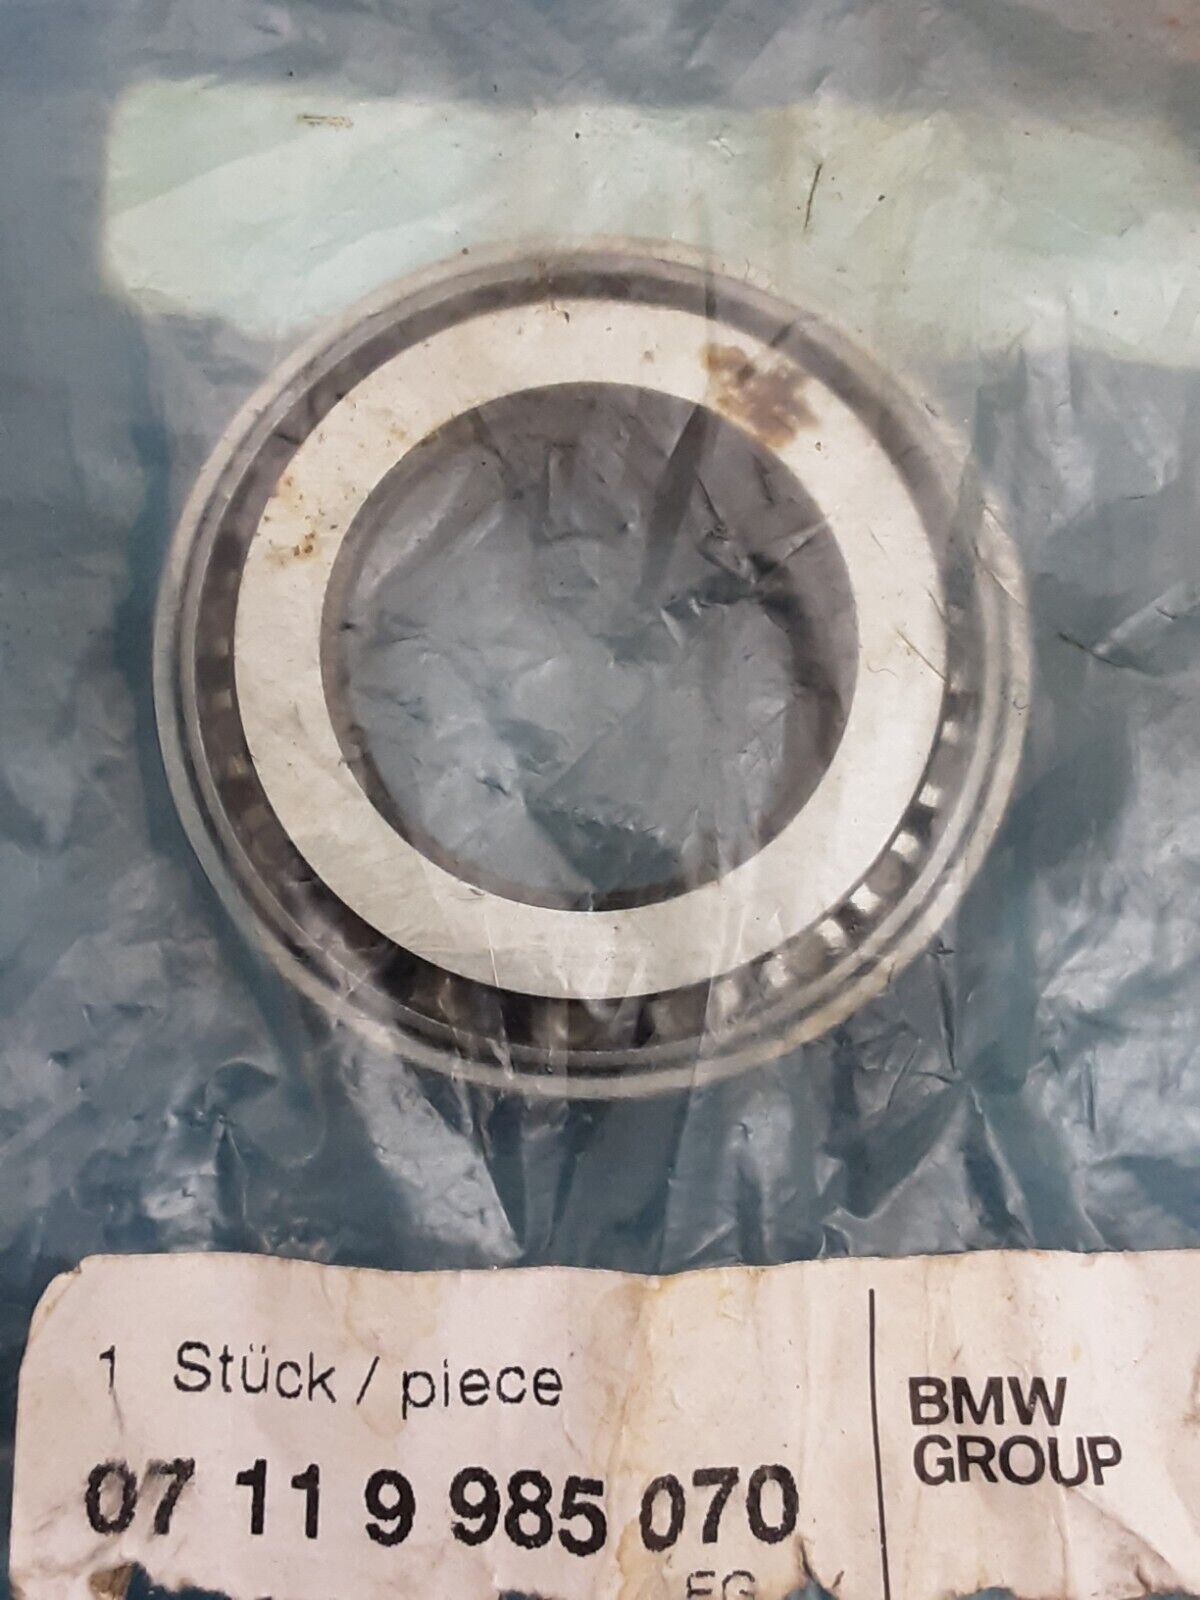 1 Stück / piece
07 11 9 985 070
BMW
GROUP